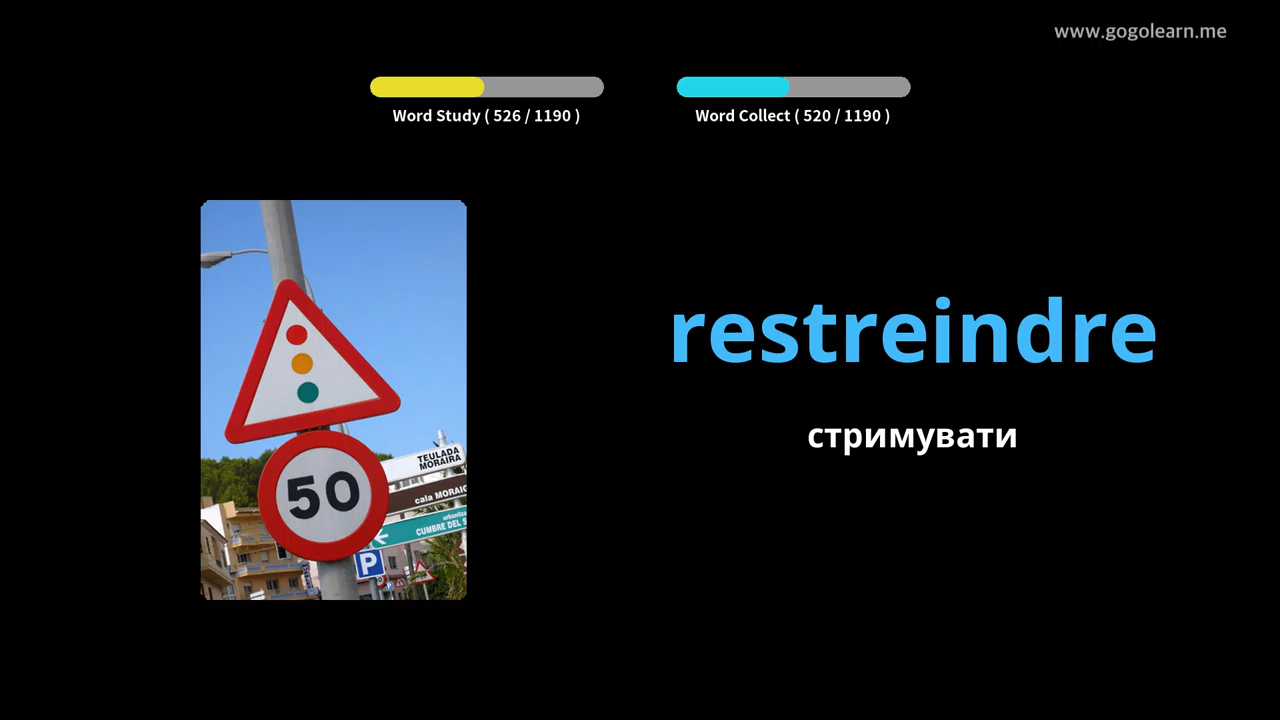 www.gogolearn.me
Word Study ( 526 / 1190 )
Word Collect ( 520 / 1190 )
restreindre
стримувати
50
TEULADA
MORAIRA
cala
CUMBRE DEL
P